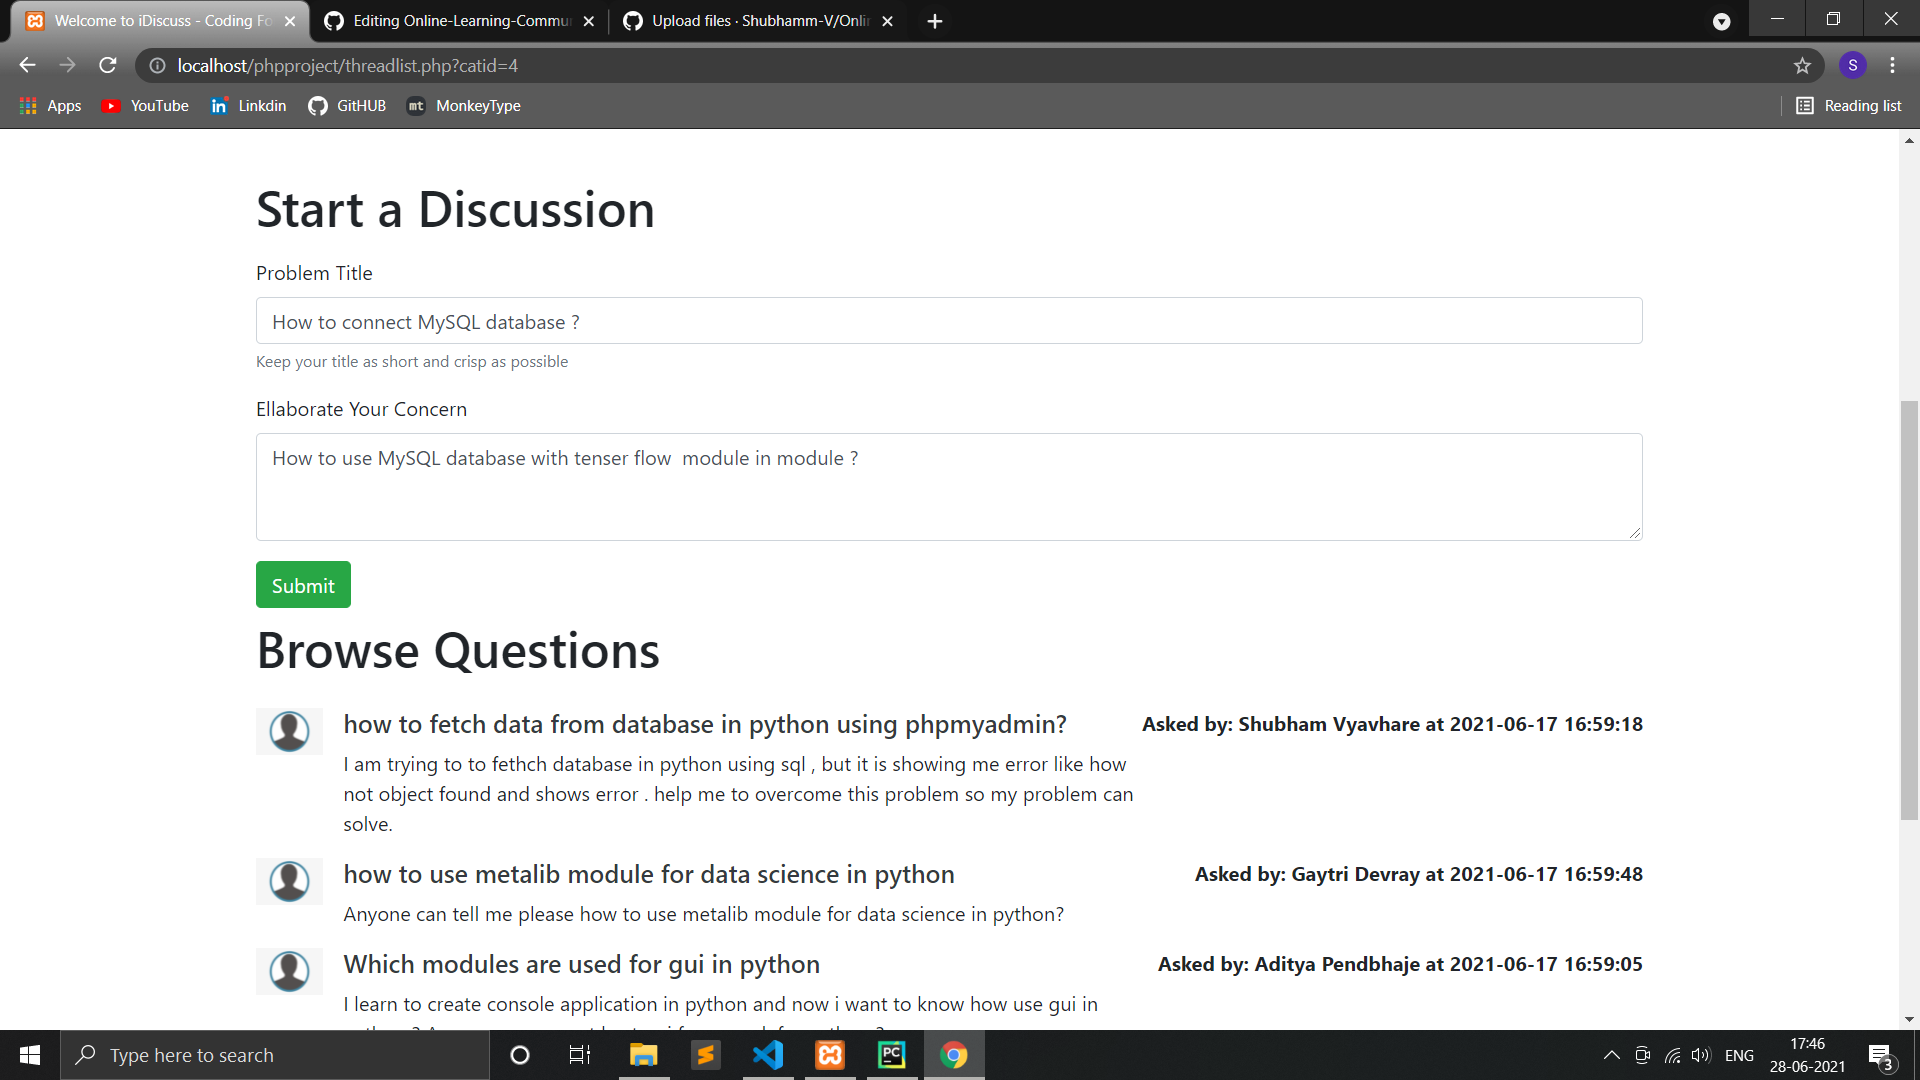 Welcome to iDiscuss - Coding Fo
Editing Online-Learning-Commu
Upload files · Shubhamm-V/Onli
localhost/phpproject/threadlist.php?catid=4
S
Apps
YouTube
Linkdin
GitHUB
mt
MonkeyType
Reading list
Start a Discussion
Problem Title
How to connect MySQL database ?
Keep your title as short and crisp as possible
Ellaborate Your Concern
How to use MySQL database with tenser flow  module in module ?
Submit
Browse Questions
how to fetch data from database in python using phpmyadmin?
Asked by: Shubham Vyavhare at 2021-06-17 16:59:18
I am trying to to fethch database in python using sql , but it is showing me error like how
not object found and shows error . help me to overcome this problem so my problem can
solve.
how to use metalib module for data science in python
Asked by: Gaytri Devray at 2021-06-17 16:59:48
Anyone can tell me please how to use metalib module for data science in python?
Which modules are used for gui in python
Asked by: Aditya Pendbhaje at 2021-06-17 16:59:05
I learn to create console application in python and now i want to know how use gui in
Type here to search
PC
ENG
17:46
28-06-2021
3